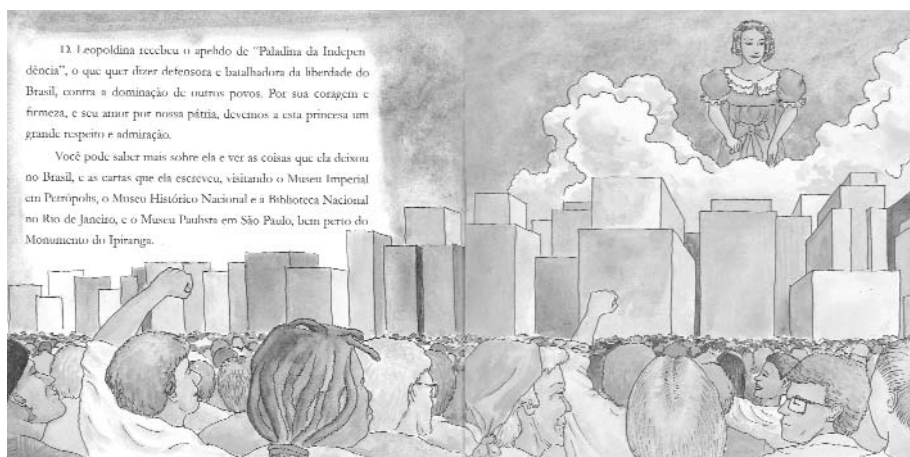 D. Leopoldina recebeu o apelido de “Paladina da Indepen
dência”, o que quer dizer defensora e batalhadora da liberdade do
Brasil, contra a dominação de outros povos. Por sua coragem e
firmeza, e seu amor por nossa pátria, devemos a esta princesa um
grande respeito e admiração.
Você pode saber mais sobre ela e ver as coisas que ela deixou
no Brasil, e as cartas que ela escreveu, visitando o Museu Imperial
em Petrópolis, o Museu Histórico Nacional e a Biblioteca Nacional
no Rio de Janeiro, e o Museu Paulista em São Paulo, bem perto do
Monumento do Ipiranga.